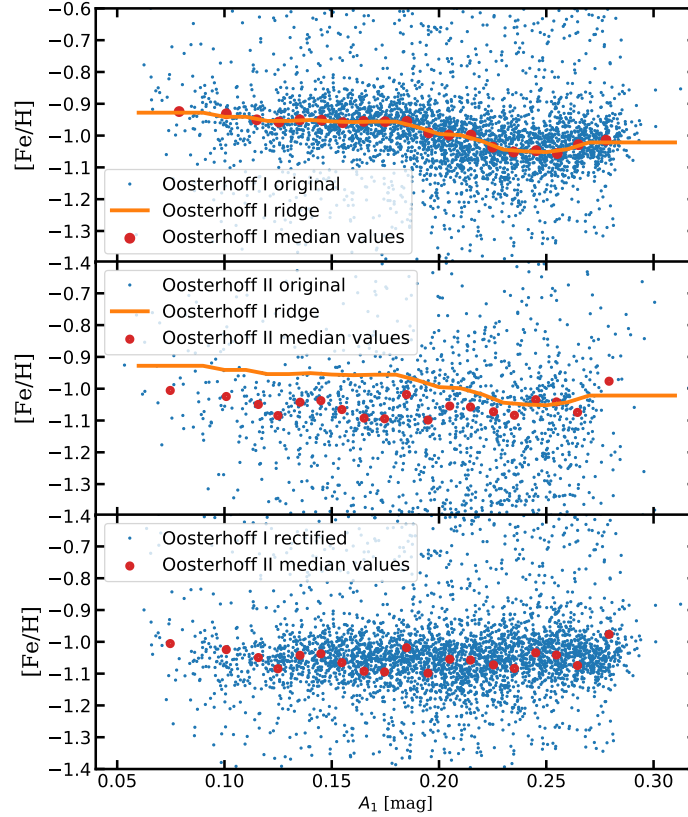 −0.6
−0.7
−0.8
−0.9
−1.0
−1.1
−1.2
−1.3
−1.4
[Fe/H]
Oosterhoff I original
Oosterhoff I ridge
Oosterhoff I median values
−0.7
−0.8
−0.9
−1.0
−1.1
−1.2
−1.3
−1.4
[Fe/H]
Oosterhoff II original
Oosterhoff I ridge
Oosterhoff II median values
−0.7
−0.8
−0.9
−1.0
−1.1
−1.2
−1.3
−1.4
[Fe/H]
Oosterhoff I rectified
Oosterhoff II median values
0.05 0.10 0.15 0.20 0.25 0.30
A₁ [mag]